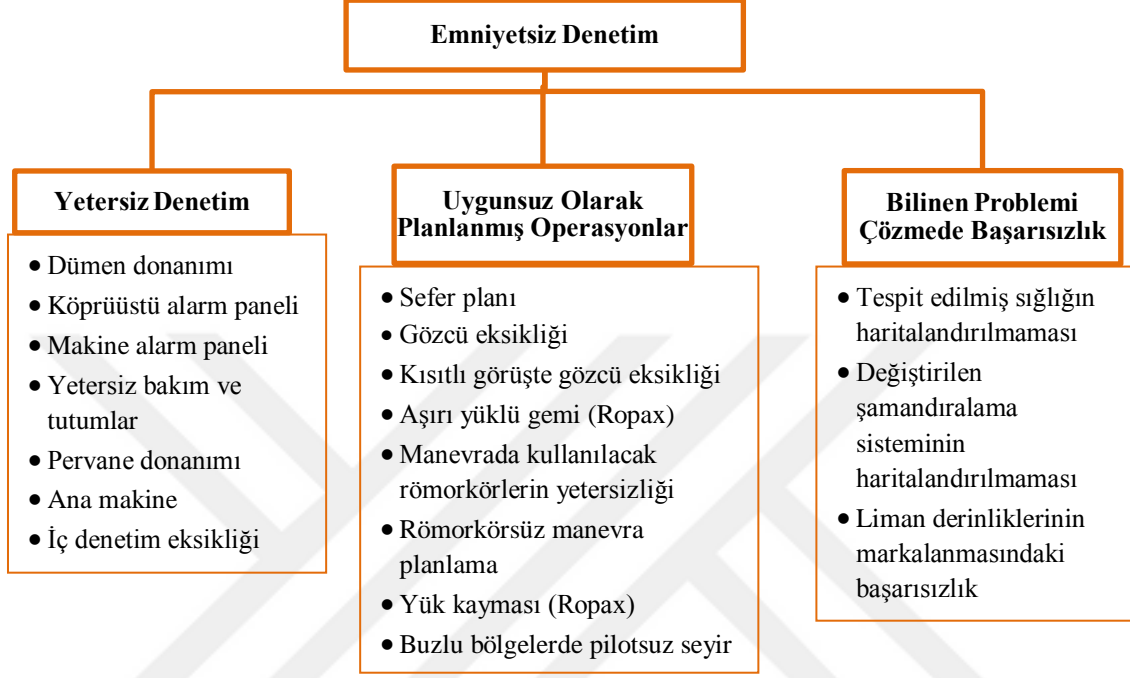 Emniyetsiz Denetim
Yetersiz Denetim
• Dümen donanımı
• Köprüüstü alarm paneli
• Makine alarm paneli
• Yetersiz bakım ve
tutumlar
• Pervane donanımı
• Ana makine
• İç denetim eksikliği
Uygunsuz Olarak
Planlanmış Operasyonlar
• Sefer planı
• Gözcü eksikliği
• Kısıtlı görüşte gözcü eksikliği
• Aşırı yüklü gemi (Ropax)
• Manevrada kullanılacak
römorkörlerin yetersizliği
• Römorkörsüz manevra
planlama
• Yük kayması (Ropax)
• Buzlu bölgelerde pilotsuz seyir
Bilinen Problemi
Çözmede Başarısızlık
• Tespit edilmiş sığlığın
haritalandırılmaması
• Değiştirilen
şamandıralama
sisteminin
haritalandırılmaması
• Liman derinliklerinin
markalanmasındaki
başarısızlık